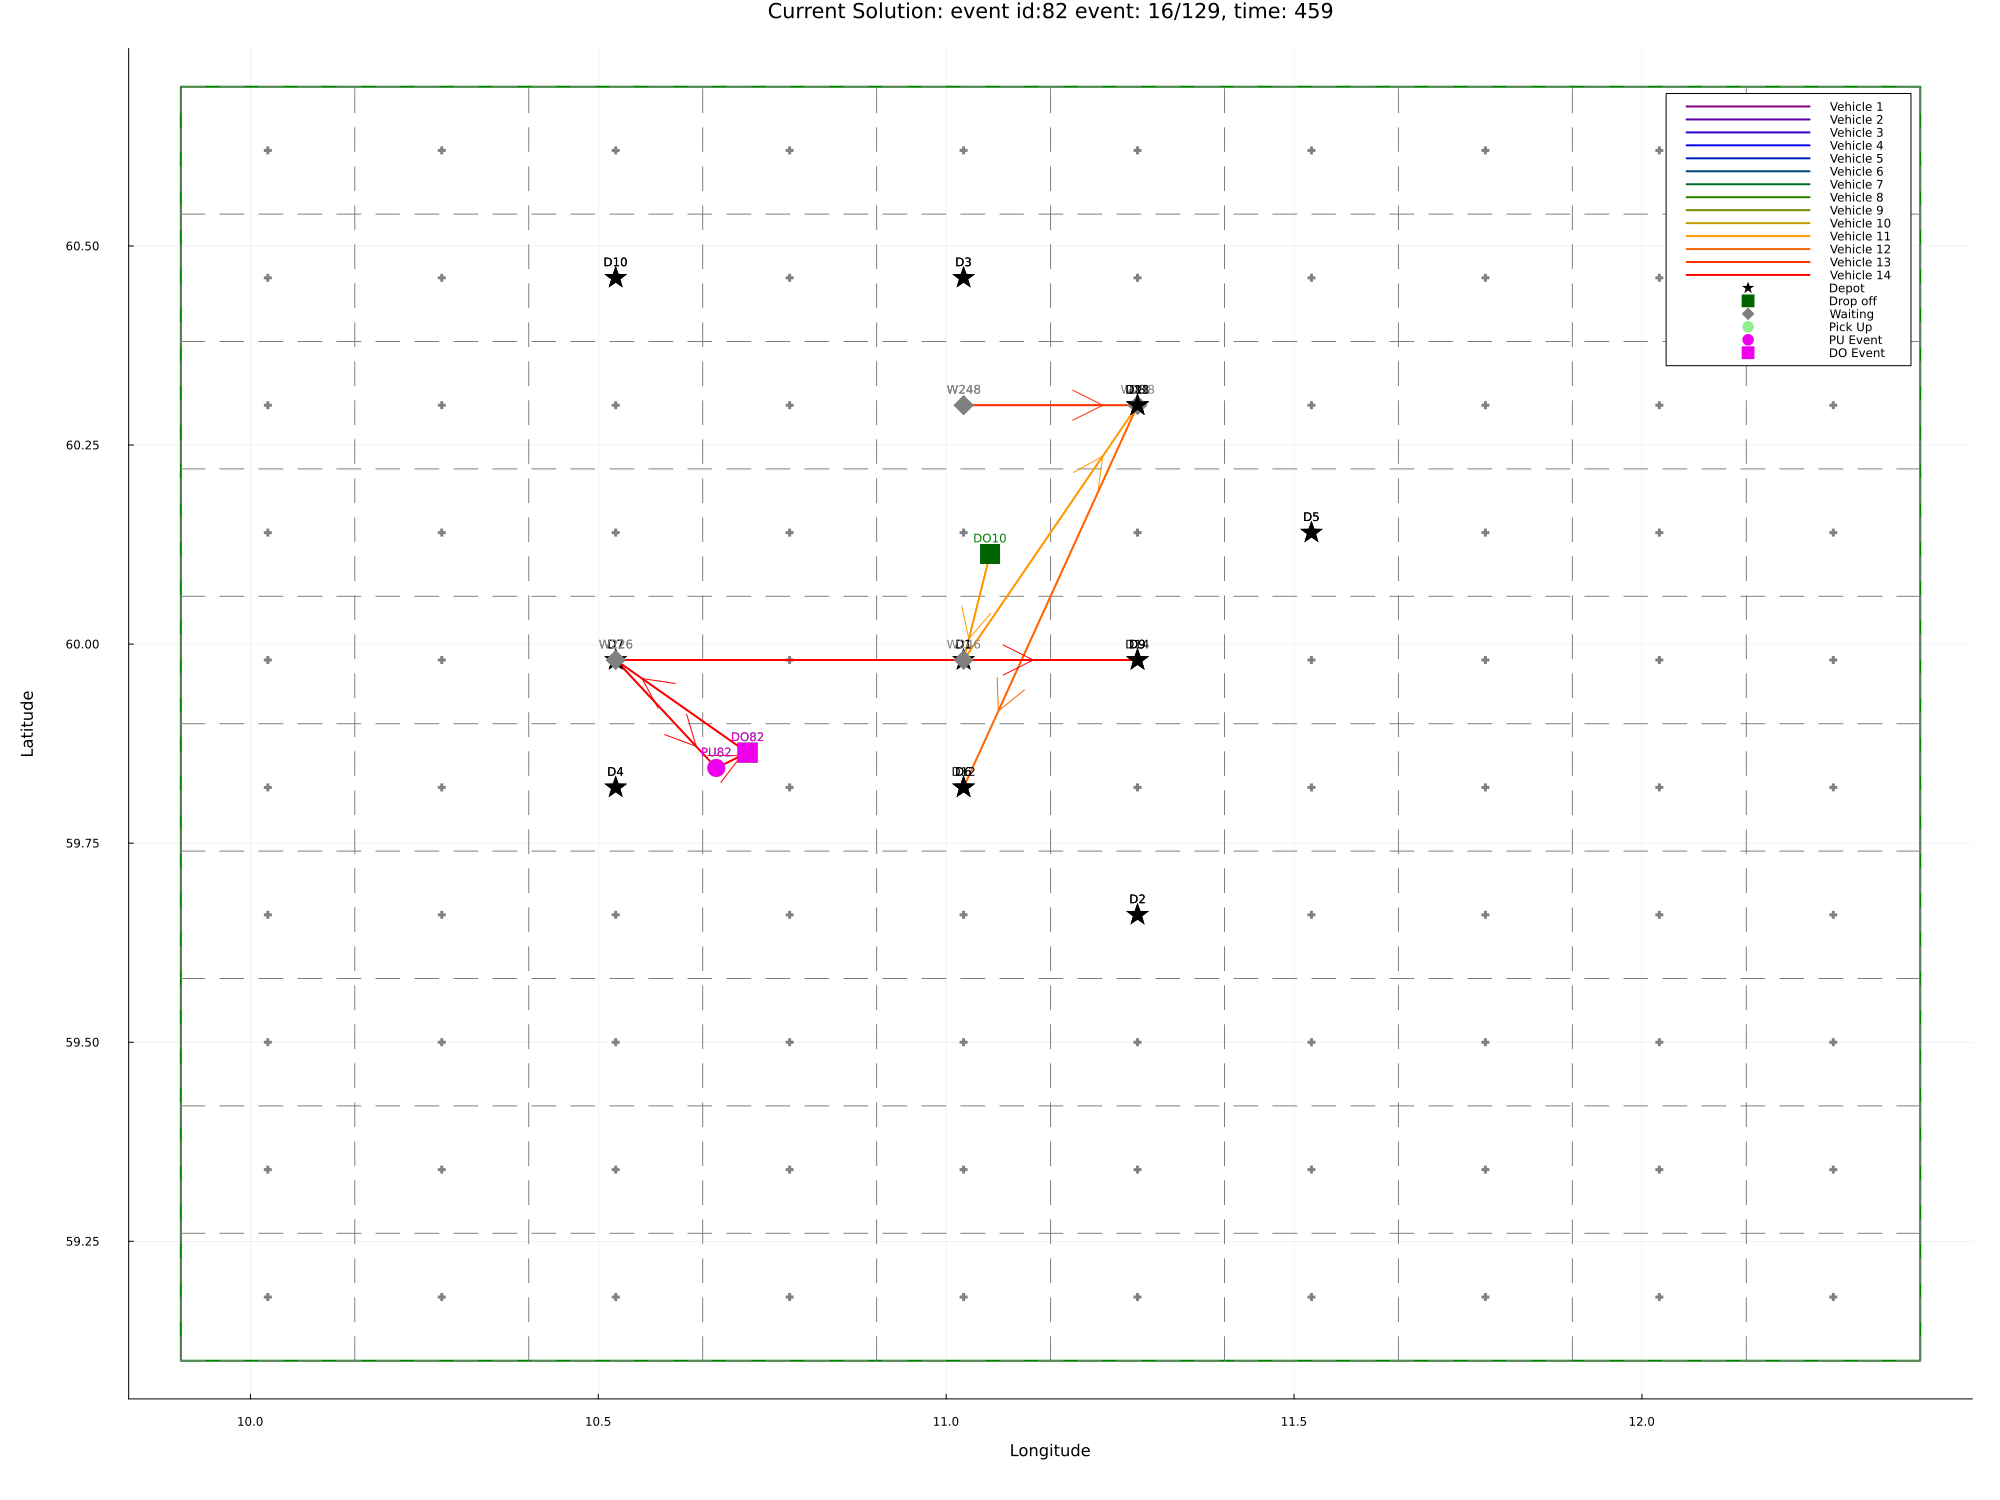 Current Solution: event id:82 event: 16/129, time: 459
Vehicle 1
Vehicle 2
Vehicle 3
Vehicle 4
Vehicle 5
Vehicle 6
Vehicle 7
Vehicle 8
Vehicle 9
Vehicle 10
Vehicle 11
Vehicle 12
Vehicle 13
Vehicle 14
Depot
Drop off
Waiting
Pick Up
PU Event
DO Event
60.50
D10
D3
W248
60.25
D5
DO10
60.00
D7
D1
D9
DO82
PU82
D4
D6
59.75
D2
59.50
59.25
10.0
10.5
11.0
11.5
12.0
Longitude
Latitude